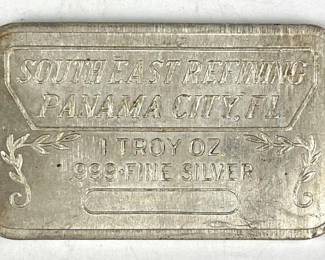 SOUTH EAST REFINING
PANAMA CITY, FL
1 TROY OZ
.999•FINE SILVER